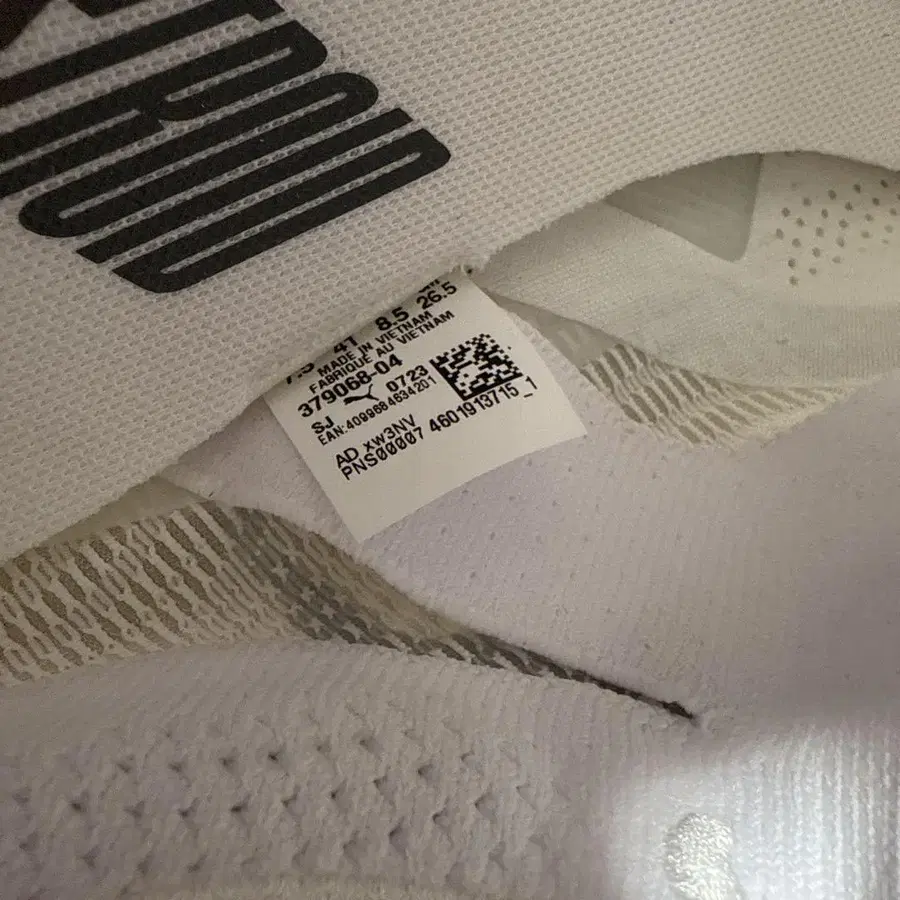 7.5 41 8.5 26.5
MADE IN VIETNAM
FABRIQUE AU VIETNAM
379068-04
SJ 0723
EAN:4099684634201
AD xw3NV
PNS00007 4601913715_1